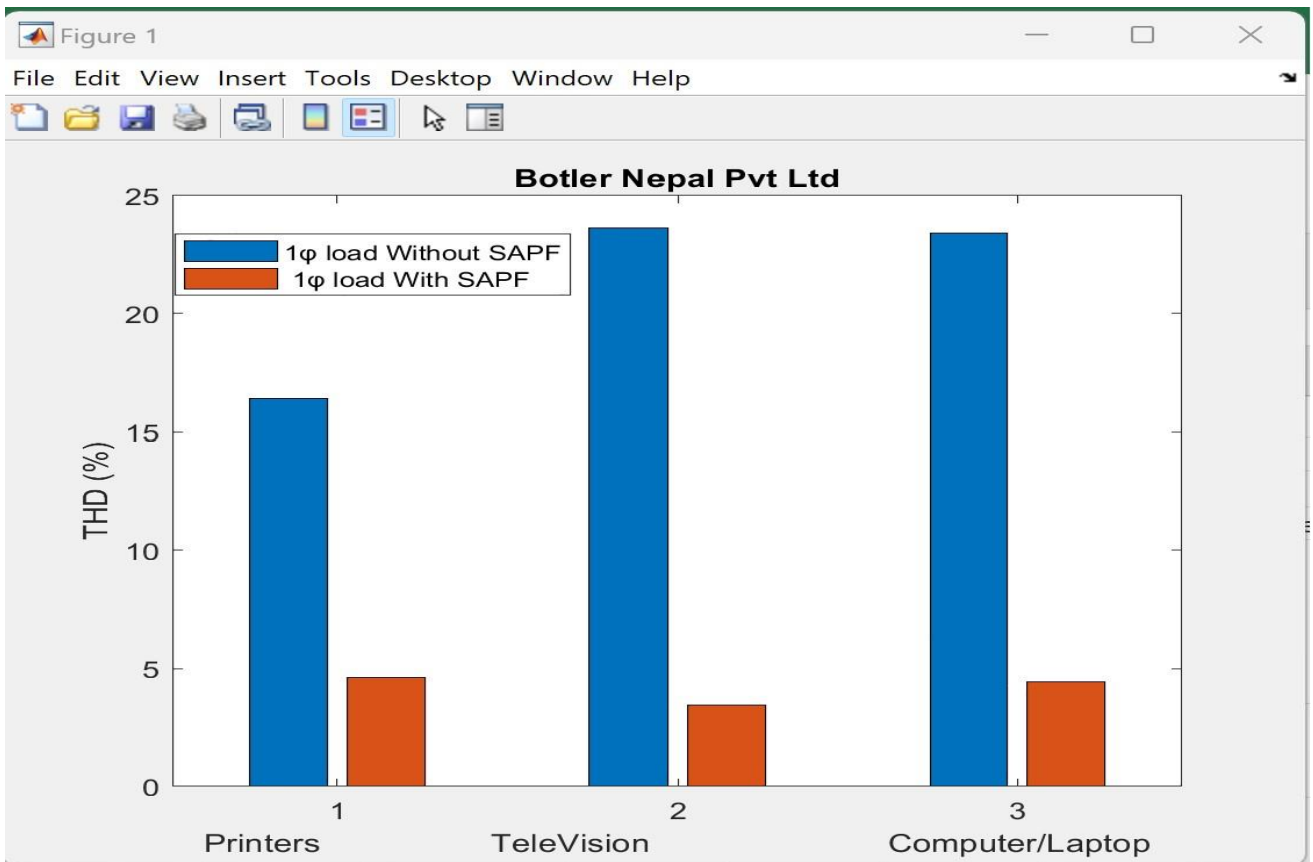 Figure 1
File Edit View Insert Tools Desktop Window Help
Botler Nepal Pvt Ltd
1φ load Without SAPF
1φ load With SAPF
THD (%)
25
20
15
10
5
0
1 2 3
Printers TeleVision Computer/Laptop